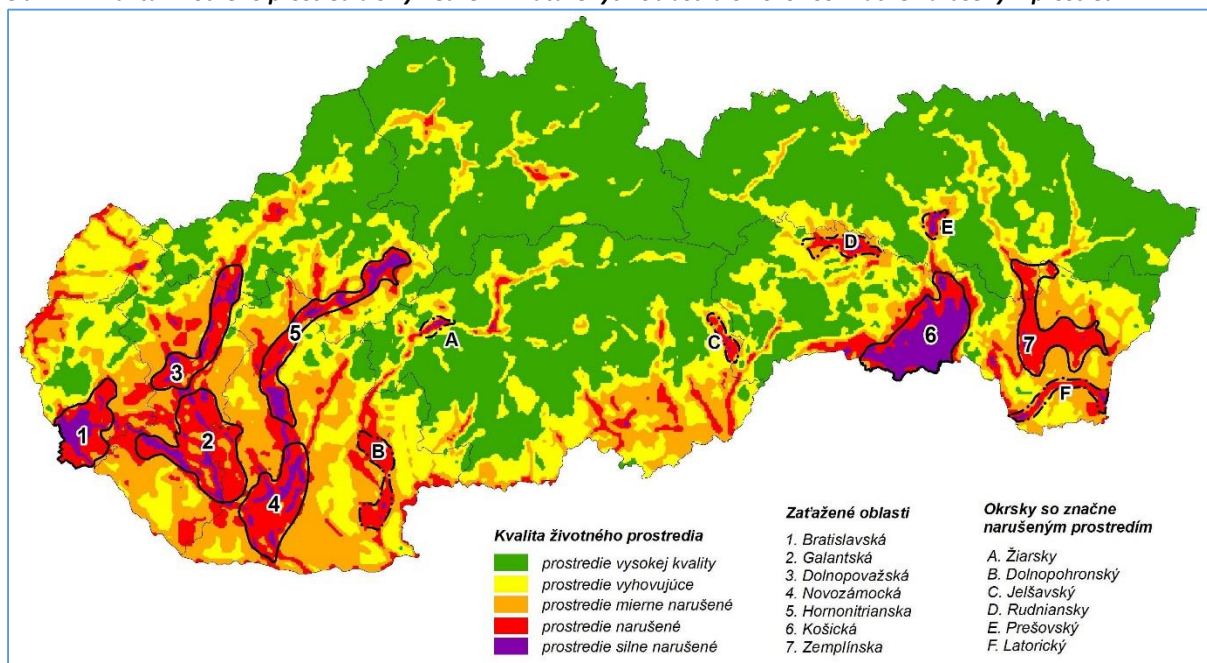 E
D
5
A
C
6
3
7
F
1
2
B
4
Kvalita životného prostredia
prostredie vysokej kvality
prostredie vyhovujúce
prostredie mierne narušené
prostredie narušené
prostredie silne narušené
Zaťažené oblasti
1. Bratislavská
2. Galantská
3. Dolnopovažská
4. Novozámocká
5. Hornonitrianska
6. Košická
7. Zemplínska
Okrsky so značne
narušeným prostredím
A. Žiarsky
B. Dolnopohronský
C. Jelšavský
D. Rudniansky
E. Prešovský
F. Latorický